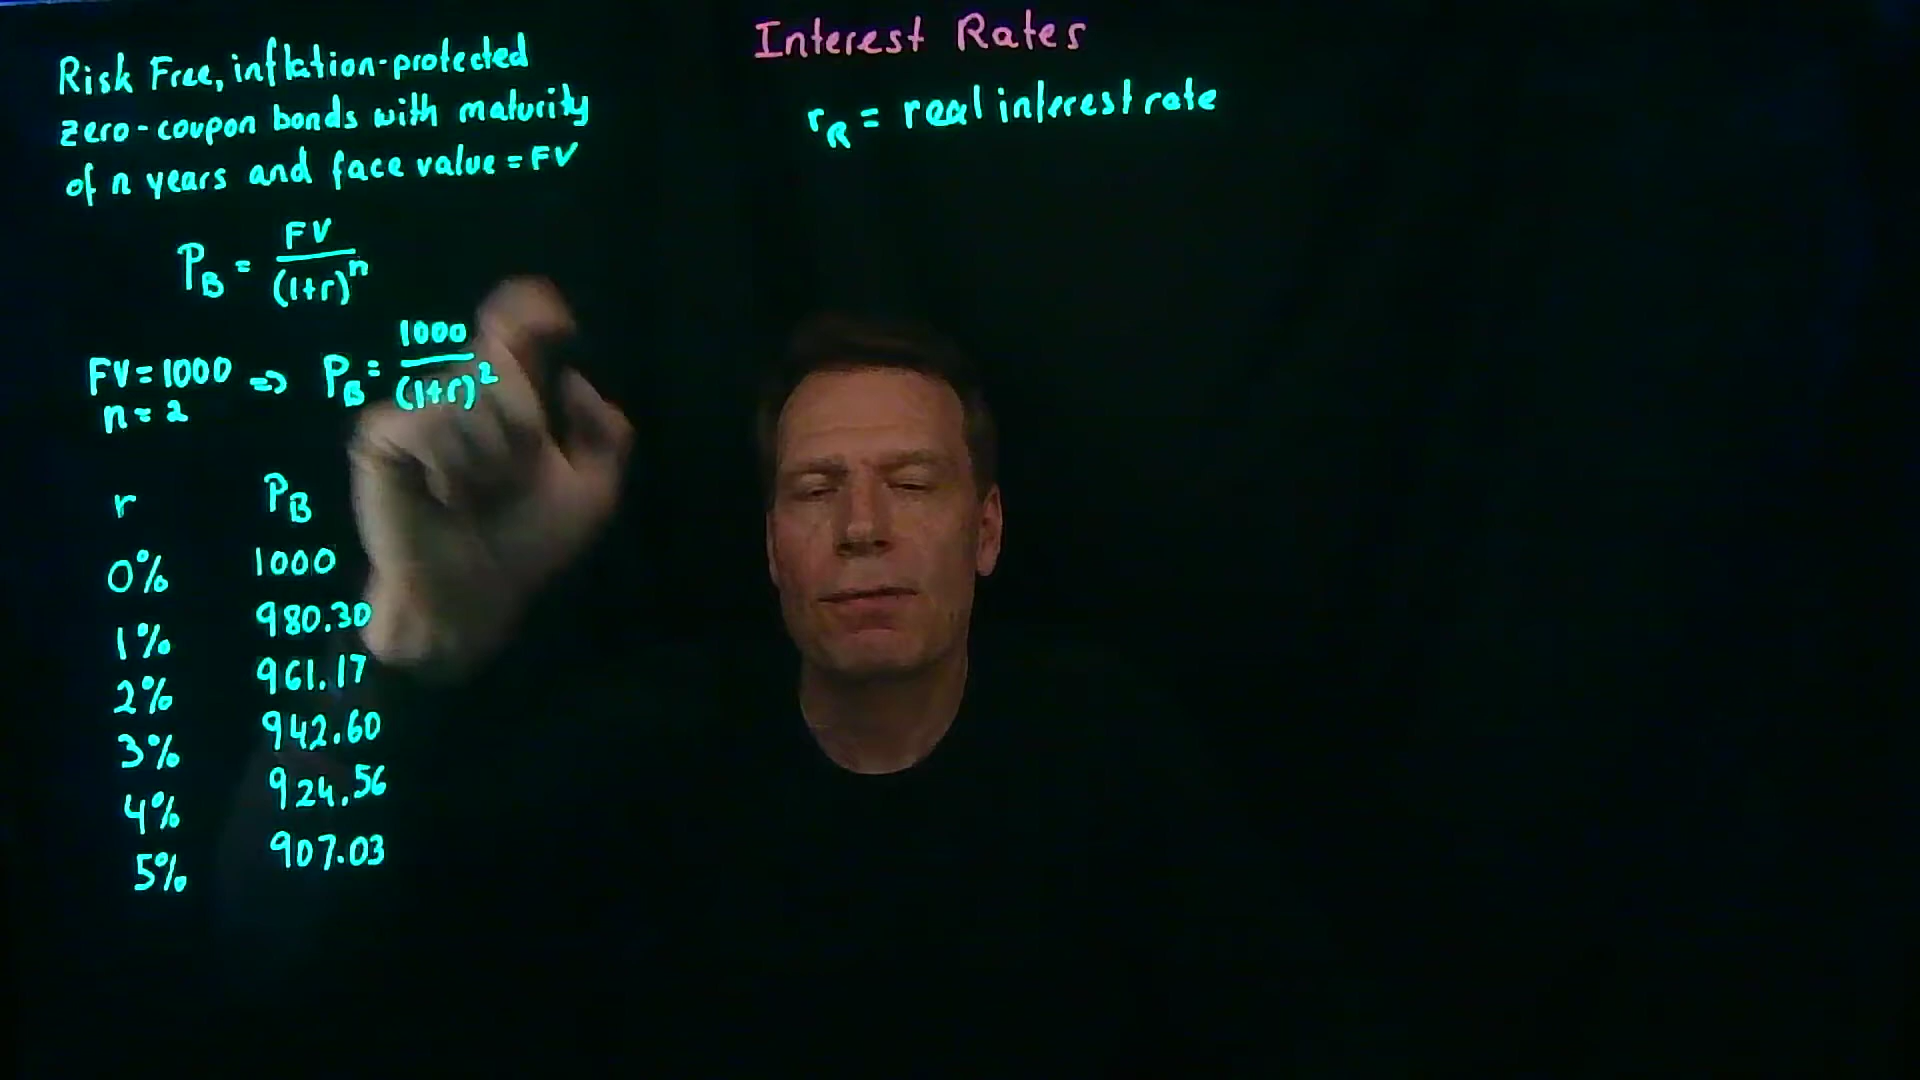 Interest Rates
Risk Free, inflation-protected
zero-coupon bonds with maturity
of n years and face value = FV
r_R = real interest rate
P_B = FV / (1+r)^n
FV = 1000 => P_B = 1000 / (1+r)^2
n = 2
r P_B
0% 1000
1% 980.30
2% 961.17
3% 942.60
4% 924.56
5% 907.03